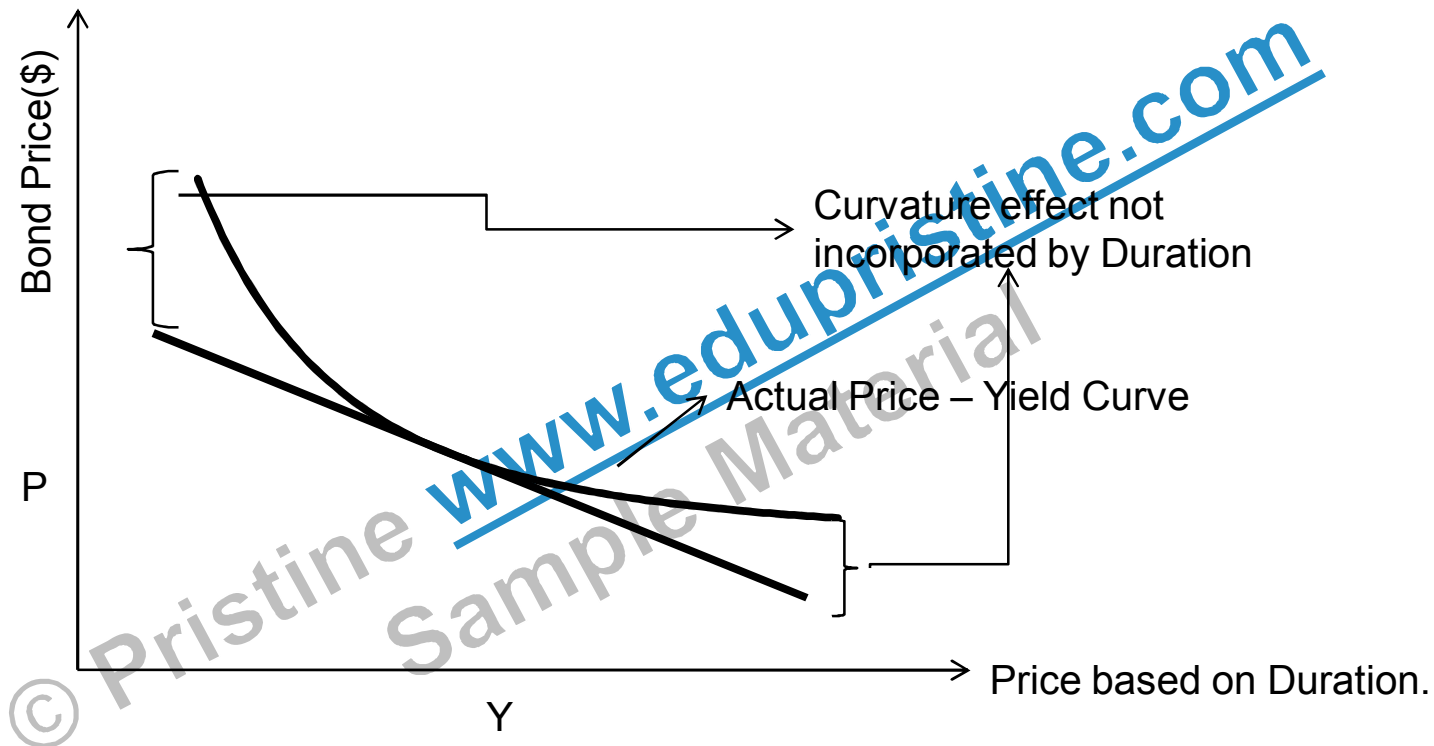 Bond Price($)
Curvature effect not
incorporated by Duration
Actual Price – Yield Curve
P
Price based on Duration.
Y
© Pristine www.edupristine.com
Sample Material